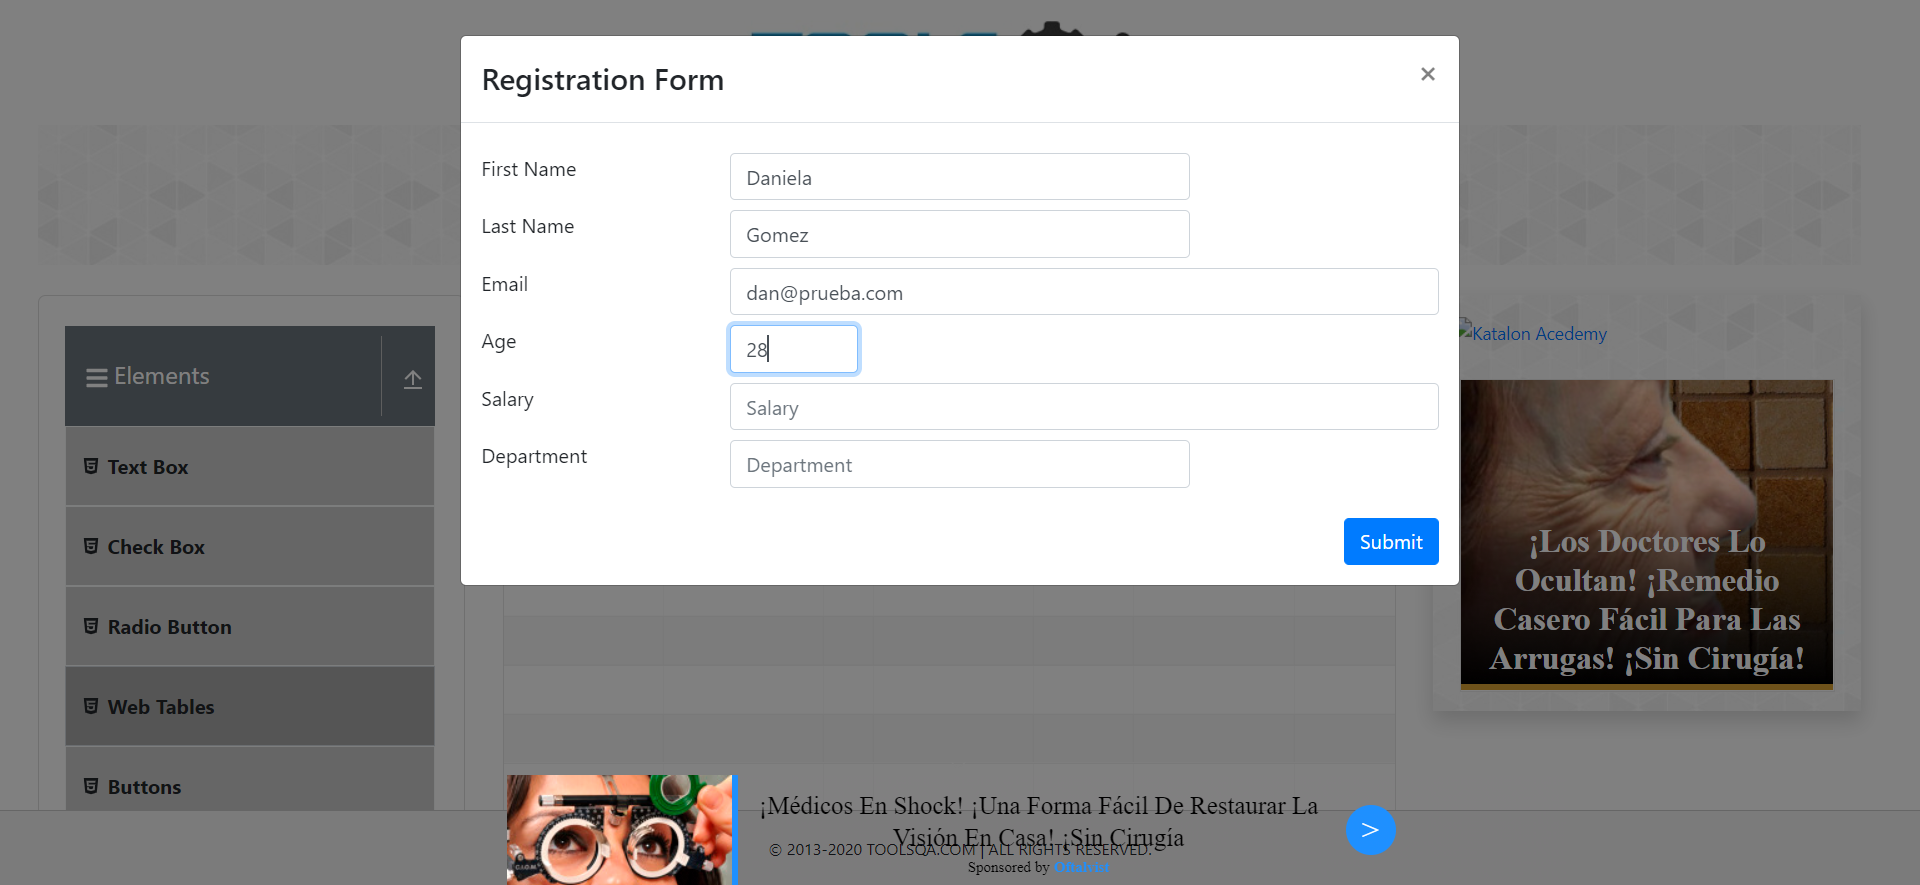 Registration Form
×
First Name
Daniela
Last Name
Gomez
Email
dan@prueba.com
Age
28
Salary
Salary
Department
Department
Submit
Elements
Text Box
Check Box
Radio Button
Web Tables
Buttons
Katalon Acedemy
¡Los Doctores Lo
Ocultan! ¡Remedio
Casero Fácil Para Las
Arrugas! ¡Sin Cirugía!
¡Médicos En Shock! ¡Una Forma Fácil De Restaurar La
Visión En Casa! ¡Sin Cirugía
>
© 2013-2020 TOOLSQA.COM | ALL RIGHTS RESERVED.
Sponsored by